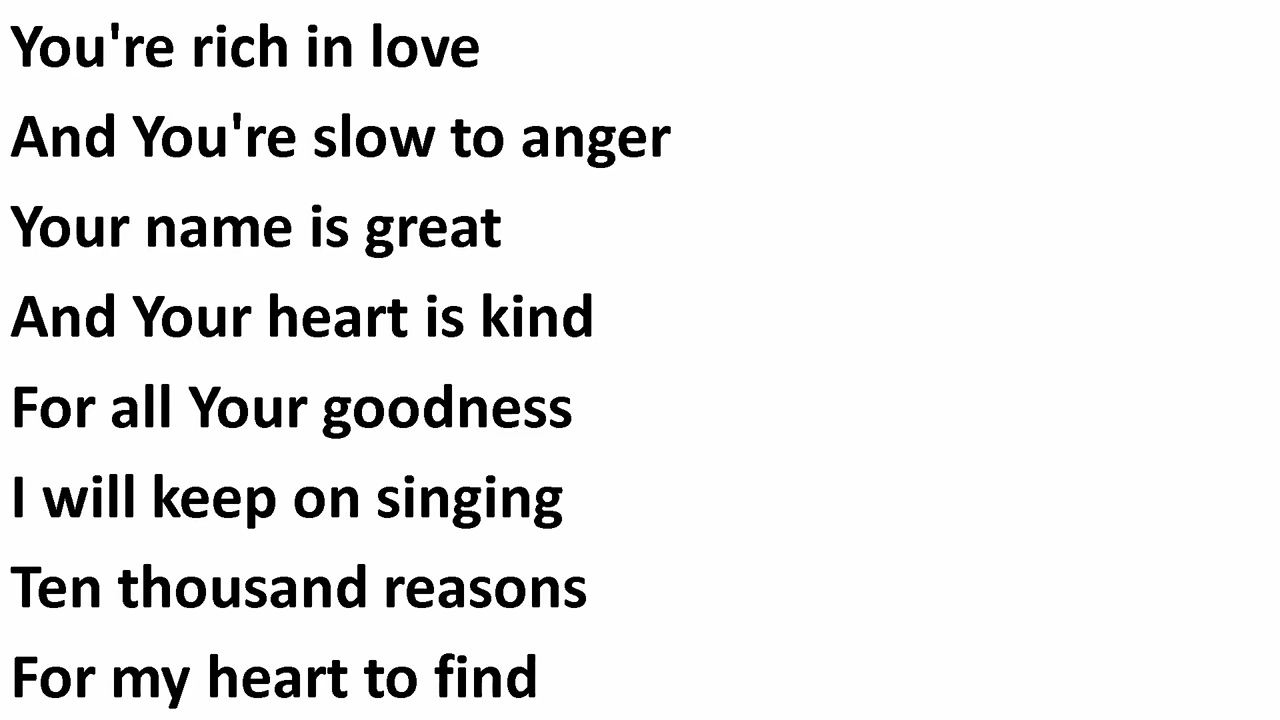 You're rich in love
And You're slow to anger
Your name is great
And Your heart is kind
For all Your goodness
I will keep on singing
Ten thousand reasons
For my heart to find